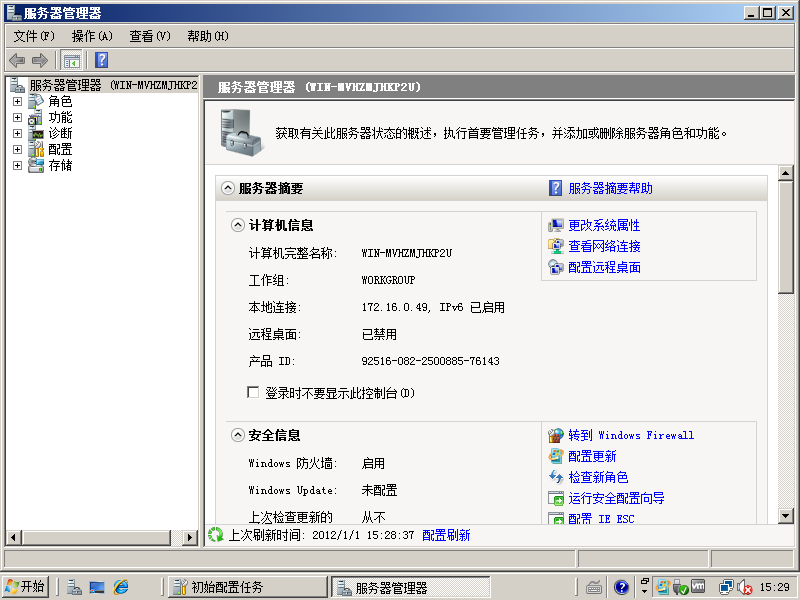 服务器管理器
文件(F) 操作(A) 查看(V) 帮助(H)
服务器管理器 (WIN-MVHZMJHKP2
角色
功能
诊断
配置
存储
服务器管理器 (WIN-MVHZMJHKP2U)
获取有关此服务器状态的概述，执行首要管理任务，并添加或删除服务器角色和功能。
服务器摘要
服务器摘要帮助
计算机信息
计算机完整名称: WIN-MVHZMJHKP2U
工作组: WORKGROUP
本地连接: 172.16.0.49, IPv6 已启用
远程桌面: 已禁用
产品 ID: 92516-082-2500885-76143
登录时不要显示此控制台(D)
更改系统属性
查看网络连接
配置远程桌面
安全信息
Windows 防火墙: 启用
Windows Update: 未配置
上次检查更新的 从不
转到 Windows Firewall
配置更新
检查新角色
运行安全配置向导
配置 IE ESC
上次刷新时间: 2012/1/1 15:28:37 配置刷新
开始
初始配置任务
服务器管理器
15:29